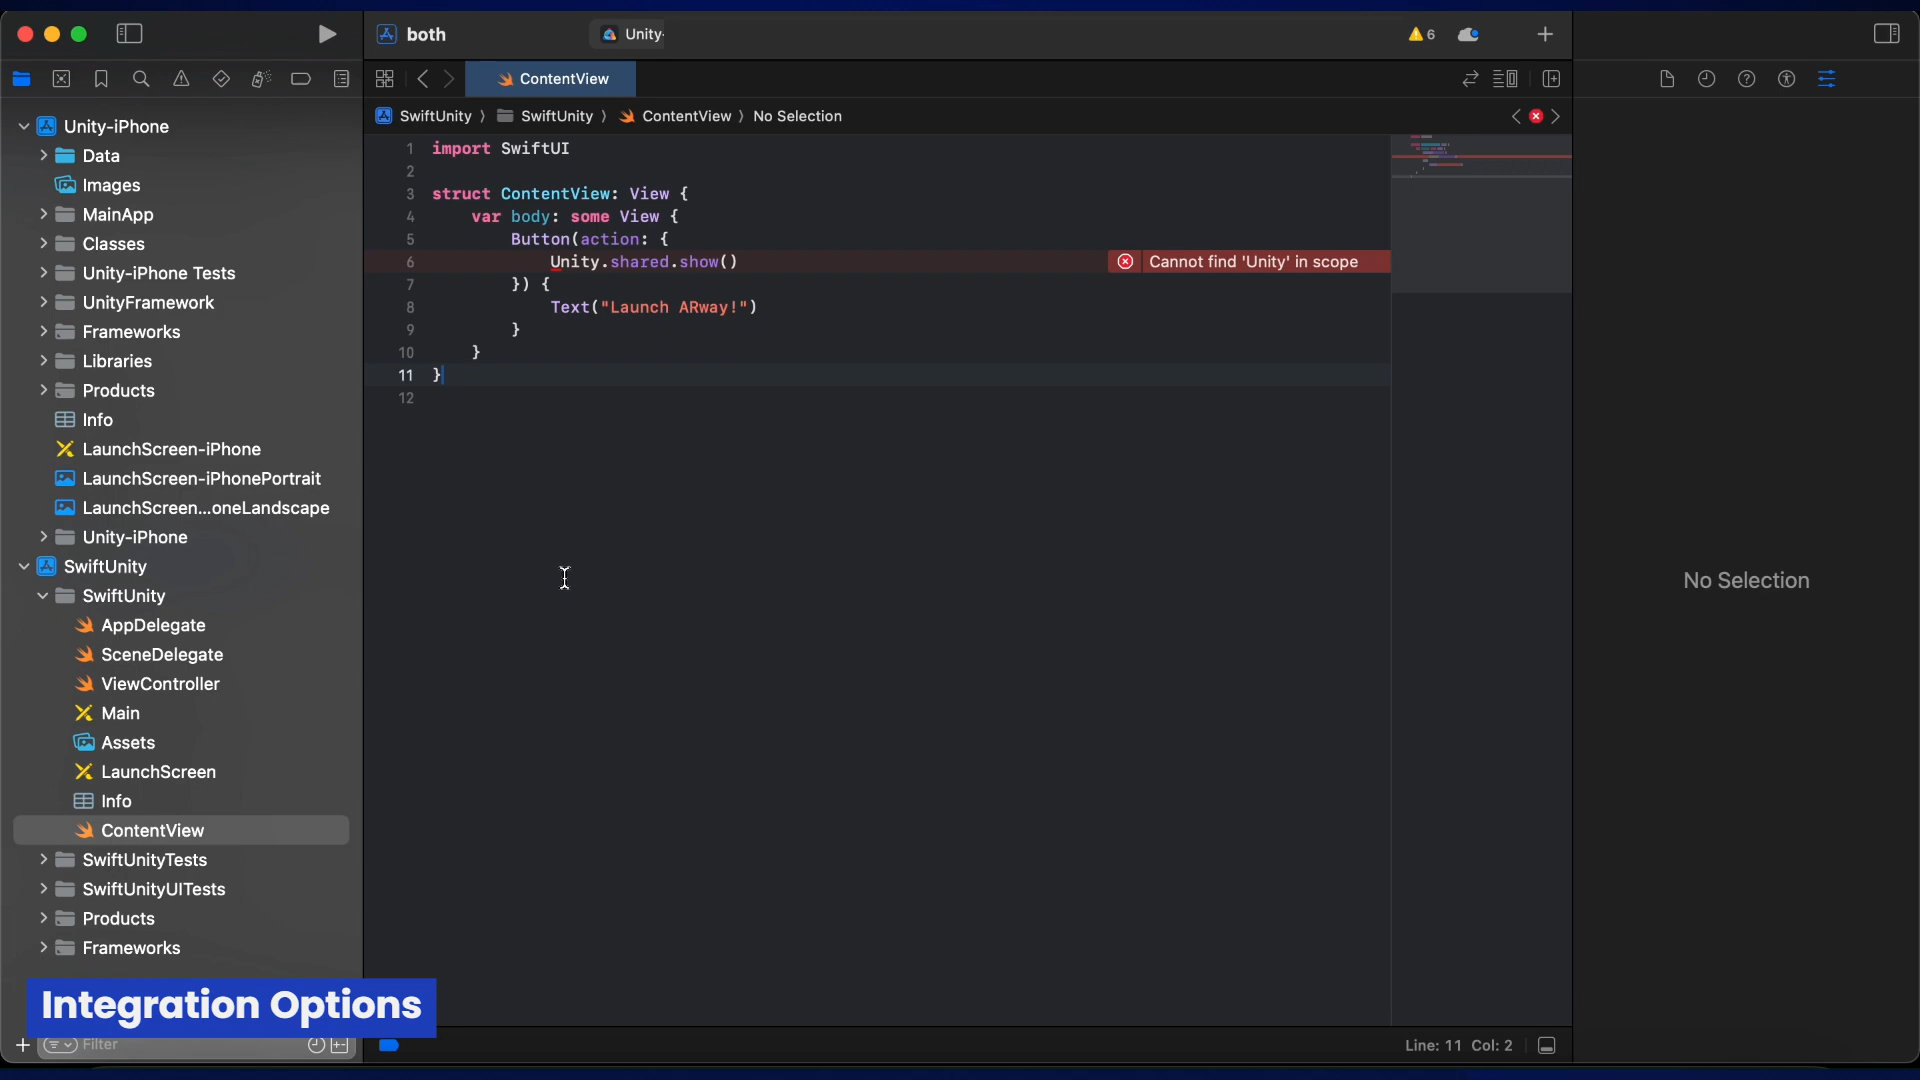 both
Unity-
6
ContentView
SwiftUnity
SwiftUnity
ContentView
No Selection
Unity-iPhone
Data
Images
MainApp
Classes
Unity-iPhone Tests
UnityFramework
Frameworks
Libraries
Products
Info
LaunchScreen-iPhone
LaunchScreen-iPhonePortrait
LaunchScreen...oneLandscape
Unity-iPhone
SwiftUnity
SwiftUnity
AppDelegate
SceneDelegate
ViewController
Main
Assets
LaunchScreen
Info
ContentView
SwiftUnityTests
SwiftUnityUITests
Products
Frameworks
Integration Options
Filter
1 import SwiftUI
2
3 struct ContentView: View {
4 var body: some View {
5 Button(action: {
6 Unity.shared.show()
Cannot find 'Unity' in scope
7 }) {
8 Text("Launch ARway!")
9 }
10 }
11 }
12
No Selection
Line: 11 Col: 2